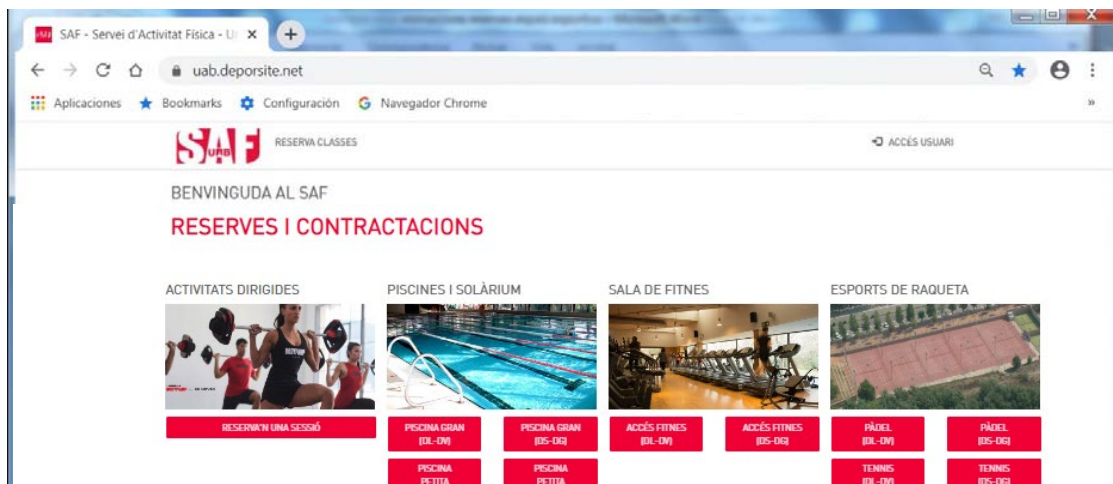 SAF - Servei d'Activitat Física - U
uab.deporsite.net
Aplicaciones Bookmarks Configuración Navegador Chrome
SAF UAB RESERVA CLASSES ACCÉS USUARI
BENVINGUDA AL SAF
RESERVES I CONTRACTACIONS
ACTIVITATS DIRIGIDES PISCINES I SOLÀRIUM SALA DE FITNES ESPORTS DE RAQUETA
RESERVA'N UNA SESSIÓ PISCINA GRAN PISCINA GRAN ACCÉS FITNES ACCÉS FITNES PÀDEL PÀDEL
(DL-DV) (DS-DG) (DL-DV) (DS-DG) (DL-DV) (DS-DG)
PISCINA PISCINA TENNIS TENNIS
PETITA PETITA (DL-DV) (DS-DG)